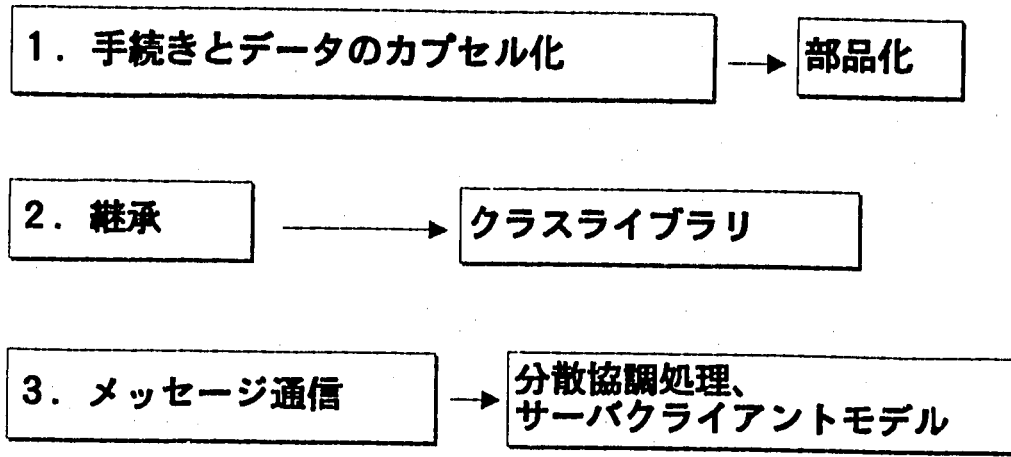 1. 手続きとデータのカプセル化
部品化
2. 継承
クラスライブラリ
3. メッセージ通信
分散協調処理、
サーバクライアントモデル